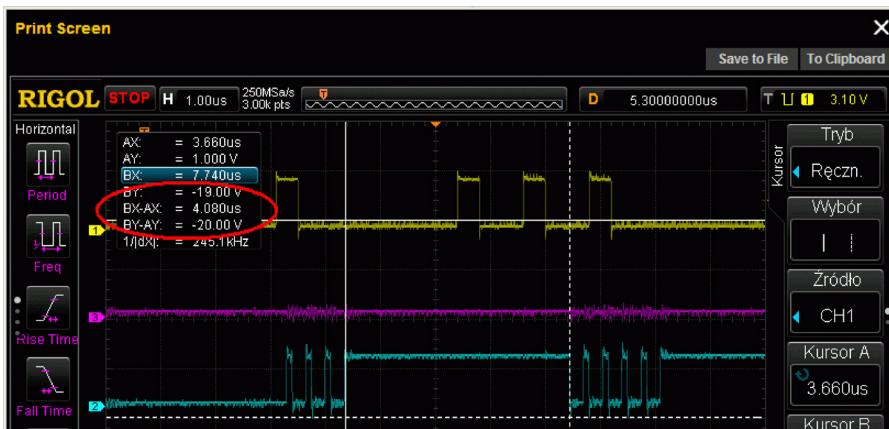 Print Screen X
Save to File To Clipboard
RIGOL STOP H 1.00us 250MSa/s 3.00k pts D 5.30000000us T 1 3.10 V
Horizontal
Period
Freq
Rise Time
Fall Time
AX: = 3.660us
AY: = 1.000 V
BX: = 7.740us
BY: = -19.00 V
BX-AX: = 4.080us
BY-AY: = -20.00 V
1/|dX|: = 245.1kHz
1
3
2
Kursor
Tryb
Ręczn.
Wybór
Źródło
CH1
Kursor A
3.660us
Kursor B